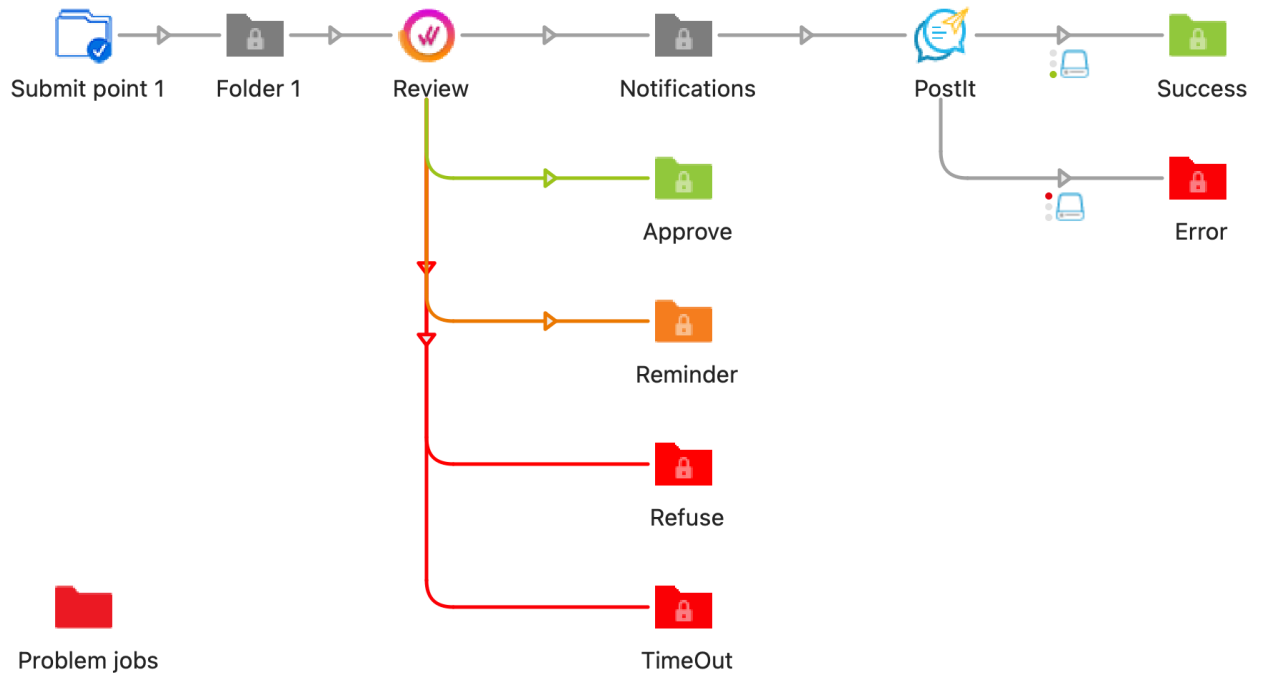 Submit point 1
Folder 1
Review
Notifications
PostIt
Success
Approve
Error
Reminder
Refuse
Problem jobs
TimeOut